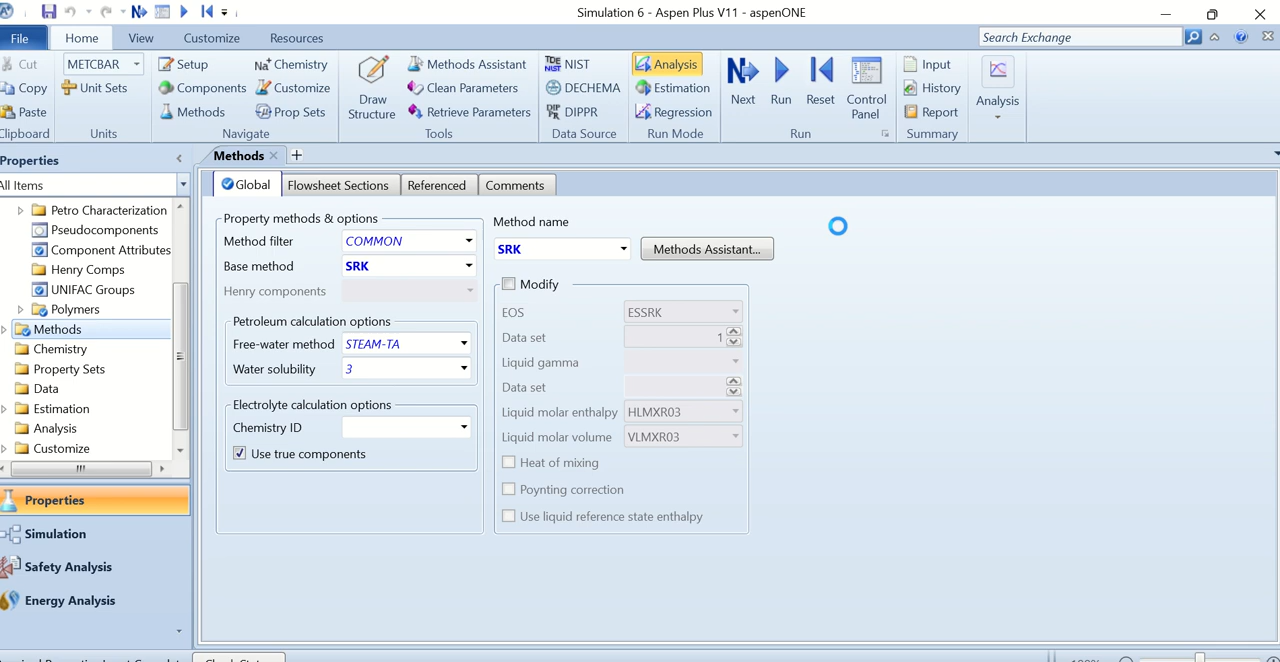 Simulation 6 - Aspen Plus V11 - aspenONE
File Home View Customize Resources Search Exchange
Cut METCBAR Setup Chemistry Methods Assistant NIST Analysis Input
Copy Unit Sets Components Customize Clean Parameters DECHEMA Estimation History
Paste Methods Prop Sets Draw Structure Retrieve Parameters DIPPR Regression Next Run Reset Control Panel Report Analysis
Clipboard Units Navigate Tools Data Source Run Mode Run Summary
Properties
All Items
Petro Characterization
Pseudocomponents
Component Attributes
Henry Comps
UNIFAC Groups
Polymers
Methods
Chemistry
Property Sets
Data
Estimation
Analysis
Customize
Properties
Simulation
Safety Analysis
Energy Analysis
Methods
Global Flowsheet Sections Referenced Comments
Property methods & options
Method filter COMMON
Base method SRK
Henry components
Petroleum calculation options
Free-water method STEAM-TA
Water solubility 3
Electrolyte calculation options
Chemistry ID
Use true components
Method name
SRK Methods Assistant...
Modify
EOS ESSRK
Data set 1
Liquid gamma
Data set
Liquid molar enthalpy HLMXR03
Liquid molar volume VLMXR03
Heat of mixing
Poynting correction
Use liquid reference state enthalpy